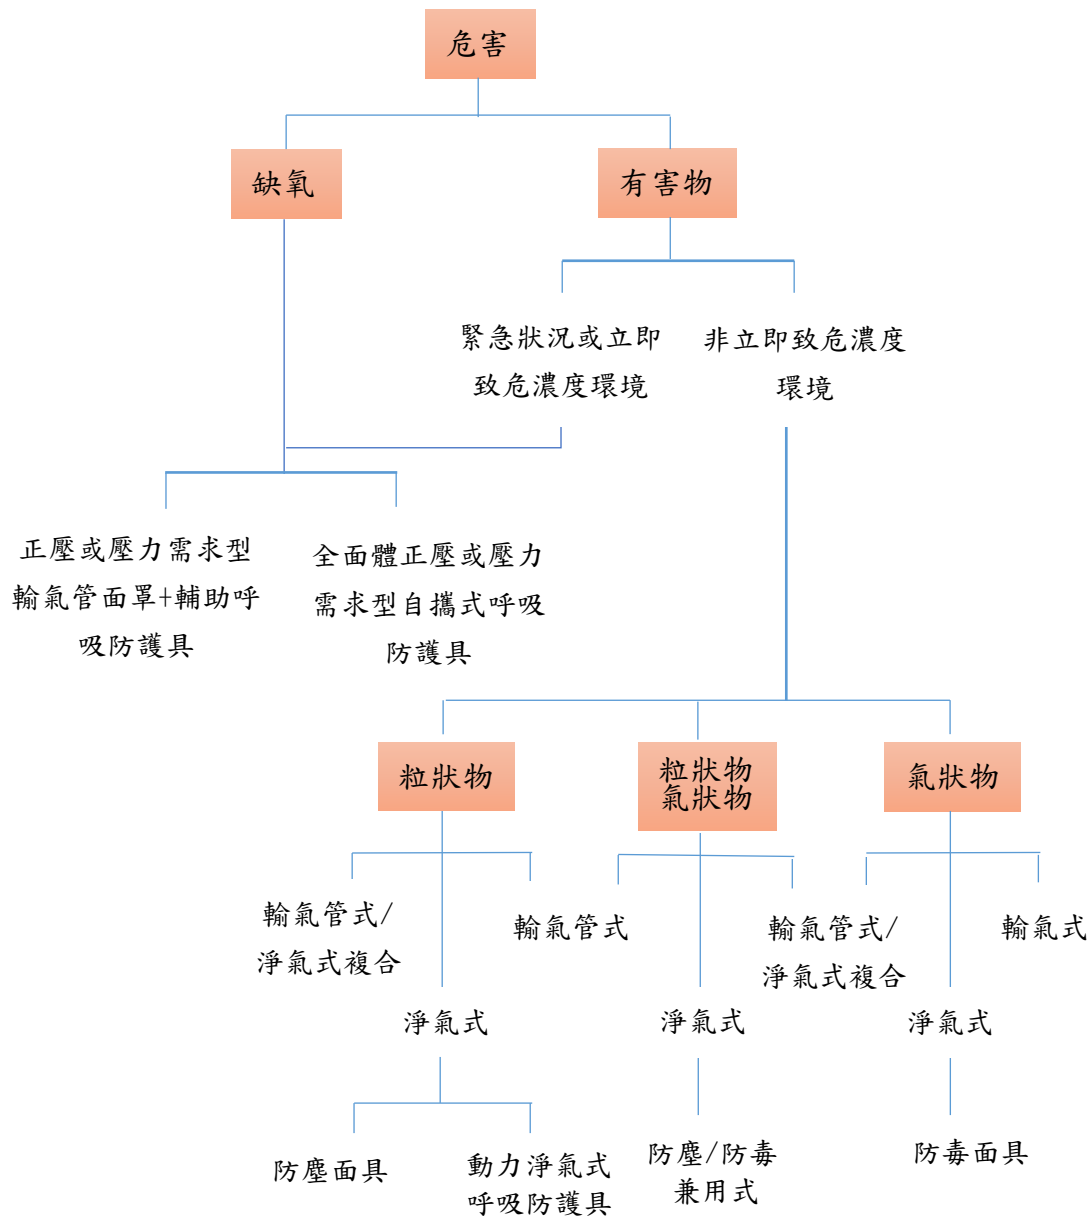 危害
缺氧
有害物
緊急狀況或立即
致危濃度環境
非立即致危濃度
環境
正壓或壓力需求型
輸氣管面罩+輔助呼
吸防護具
全面體正壓或壓力
需求型自攜式呼吸
防護具
粒狀物
粒狀物
氣狀物
氣狀物
輸氣管式/
淨氣式複合
輸氣管式
輸氣管式/
淨氣式複合
輸氣式
淨氣式
淨氣式
淨氣式
防塵面具
動力淨氣式
呼吸防護具
防塵/防毒
兼用式
防毒面具